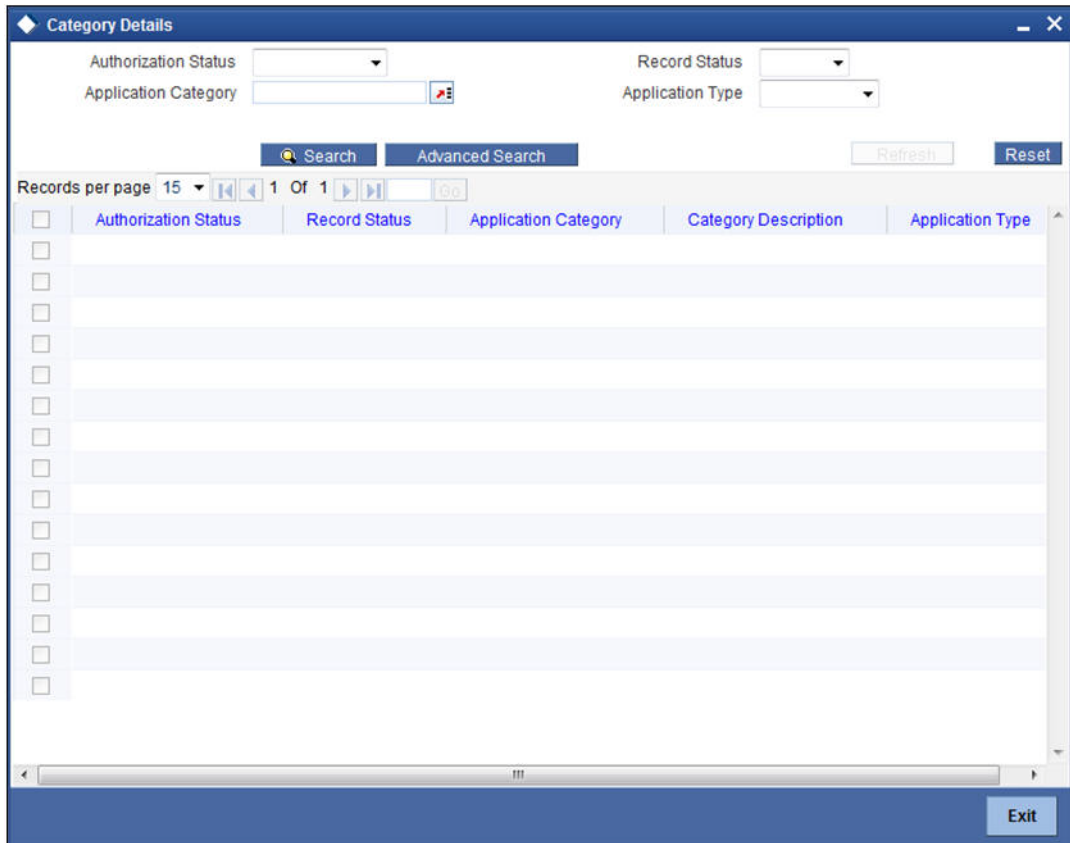 Category Details
Authorization Status
Record Status
Application Category
Application Type
Search
Advanced Search
Refresh
Reset
Records per page 15 1 Of 1 Go
Authorization Status Record Status Application Category Category Description Application Type
Exit